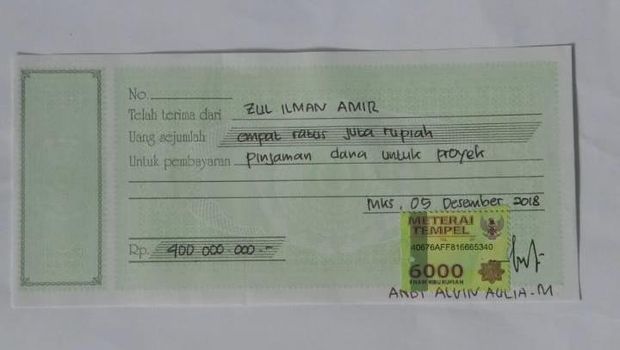 No.
Telah terima dari ZUL ILMAN AMIR
Uang sejumlah empat ratus juta rupiah
Untuk pembayaran pinjaman dana untuk proyek
Mks, 05 Desember 2018
METERAI
TEMPEL
40676AFF816665340
6000
ENAM RIBU RUPIAH
Rp. 400 000 000.-
ANDI ALVIN AULIA.M